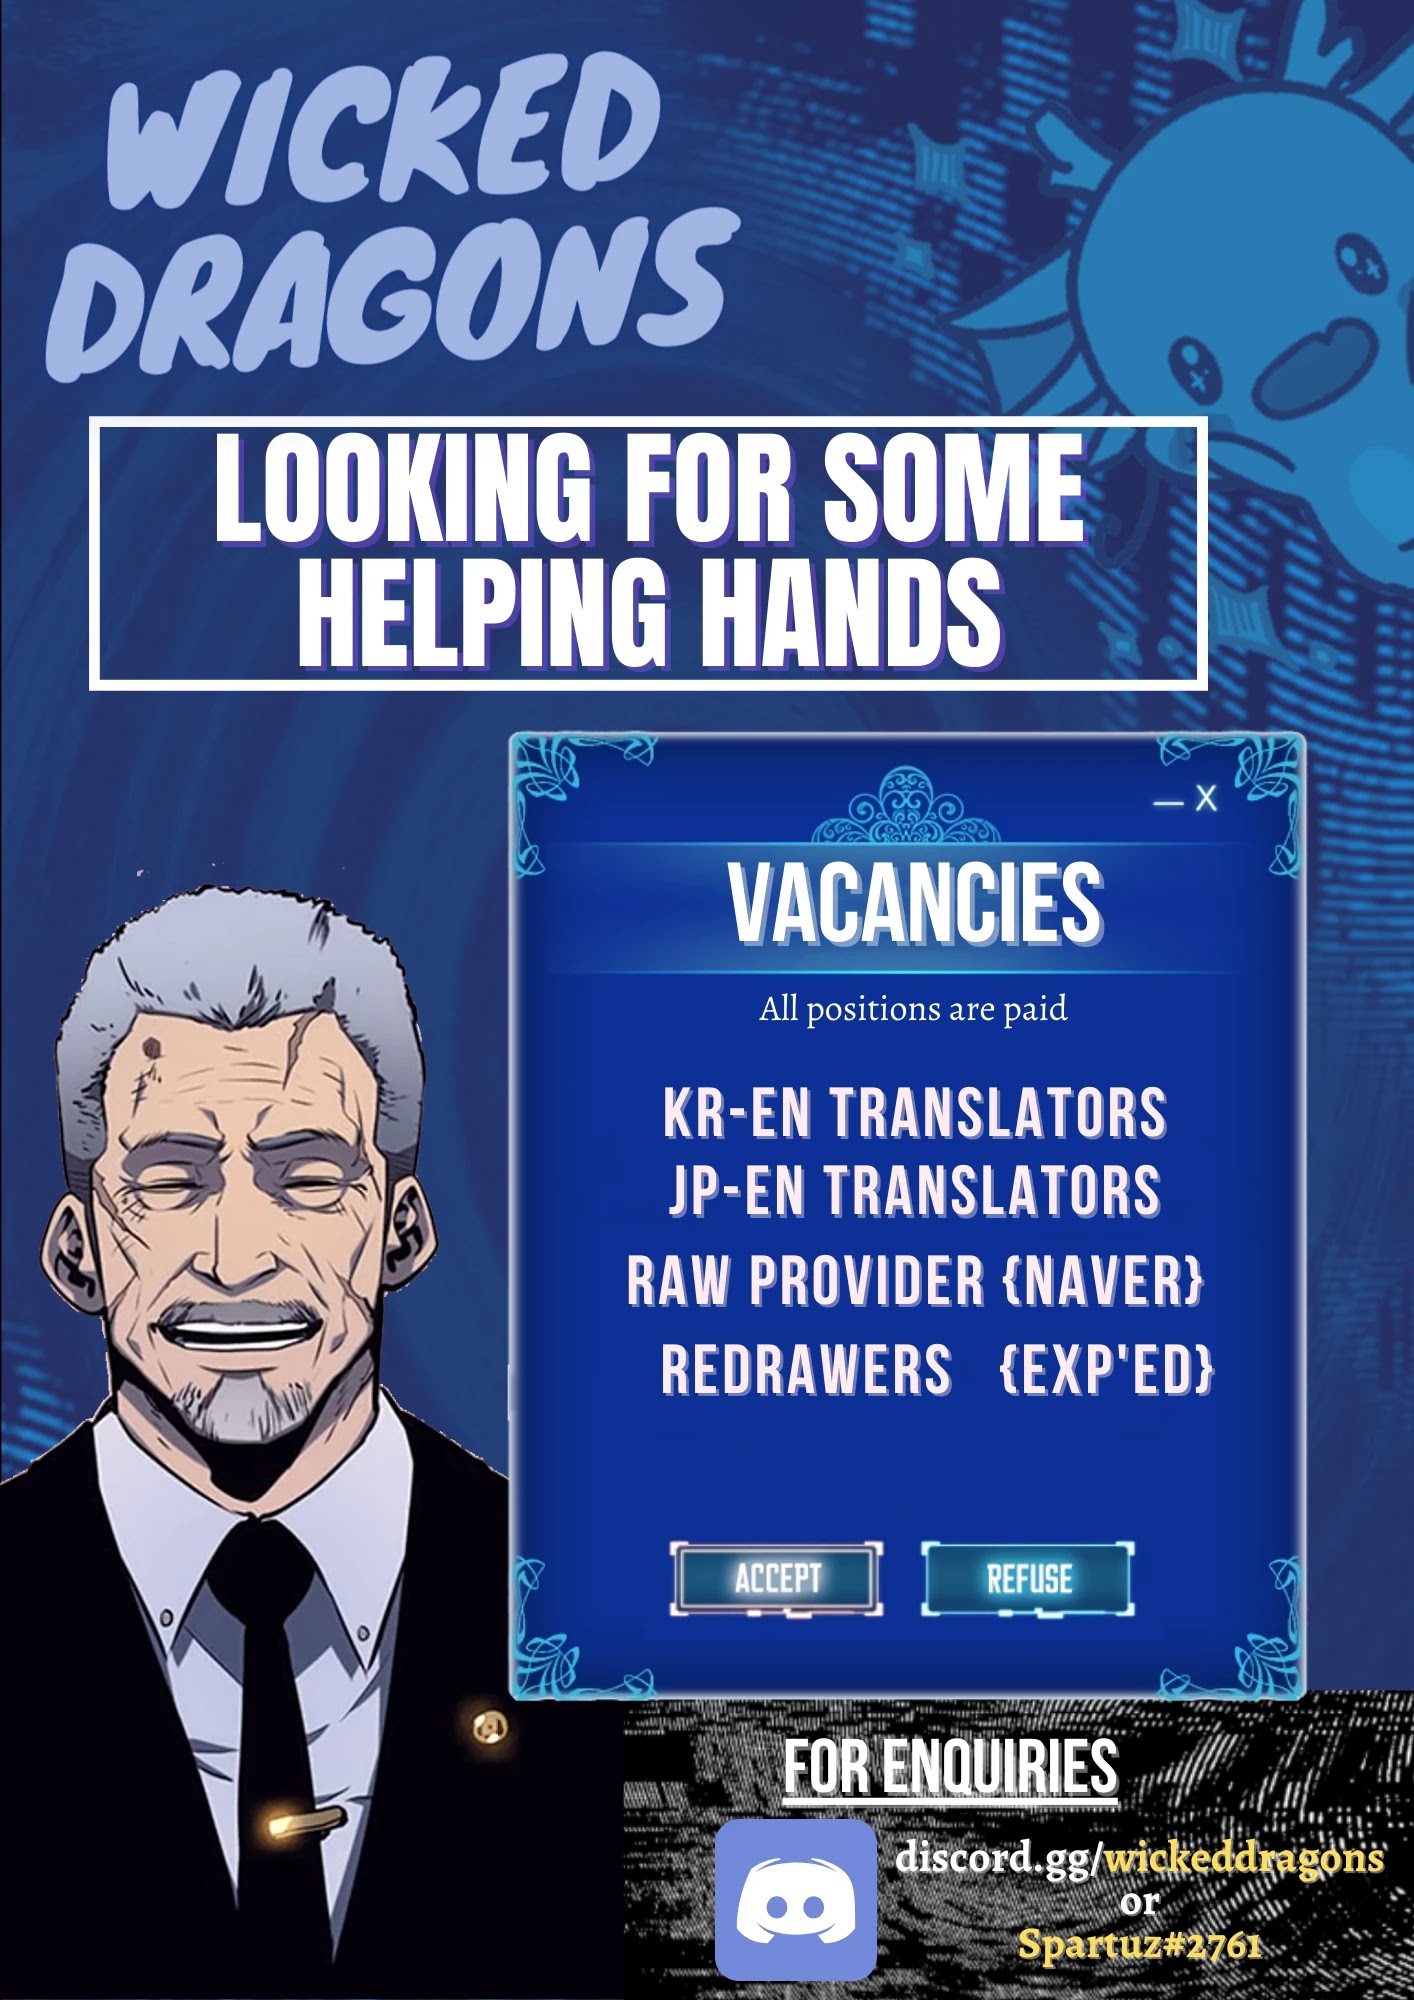 WICKED
DRAGONS
LOOKING FOR SOME
HELPING HANDS
— X
VACANCIES
All positions are paid
KR-EN TRANSLATORS
JP-EN TRANSLATORS
RAW PROVIDER {NAVER}
REDRAWERS {EXP'ED}
ACCEPT REFUSE
FOR ENQUIRIES
discord.gg/wickeddragons
or
Spartuz#2761